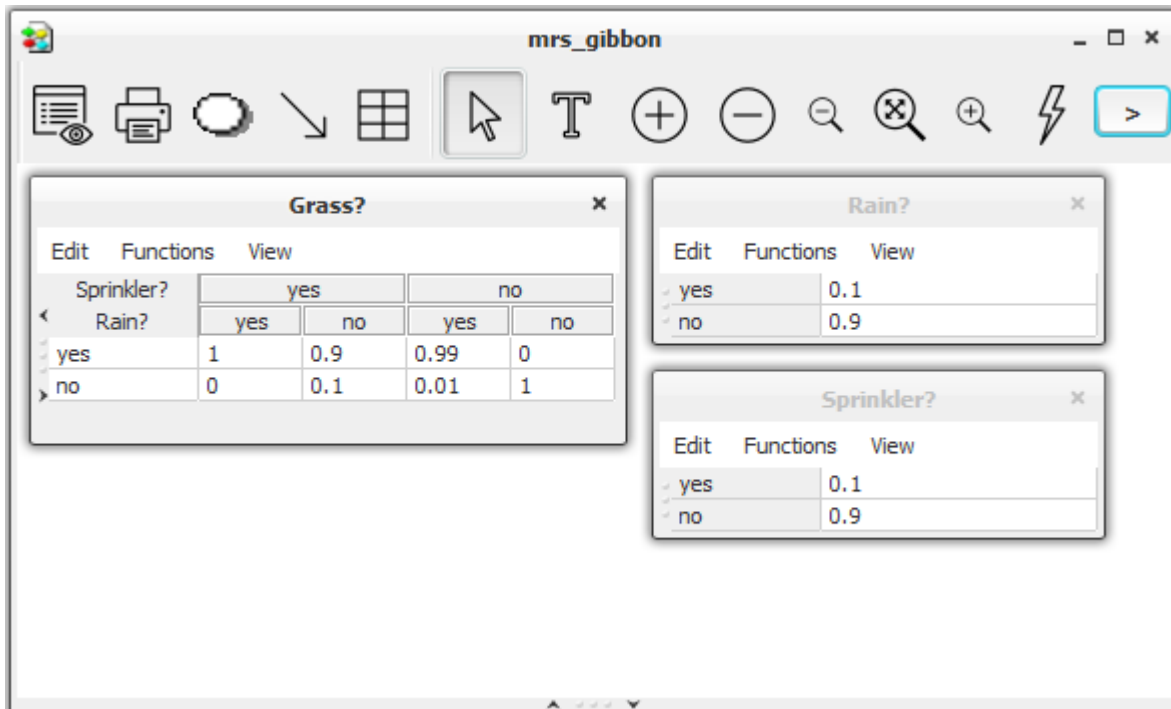 mrs_gibbon
T >
Grass?
Edit Functions View
Sprinkler? yes no
Rain? yes no yes no
yes 1 0.9 0.99 0
no 0 0.1 0.01 1
Rain?
Edit Functions View
yes 0.1
no 0.9
Sprinkler?
Edit Functions View
yes 0.1
no 0.9